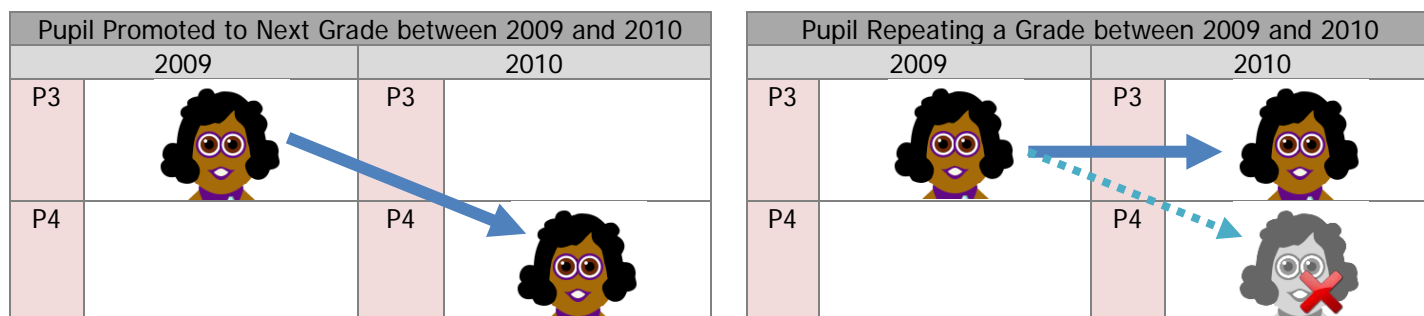 Pupil Promoted to Next Grade between 2009 and 2010
2009 2010
P3 P3
P4 P4
Pupil Repeating a Grade between 2009 and 2010
2009 2010
P3 P3
P4 P4